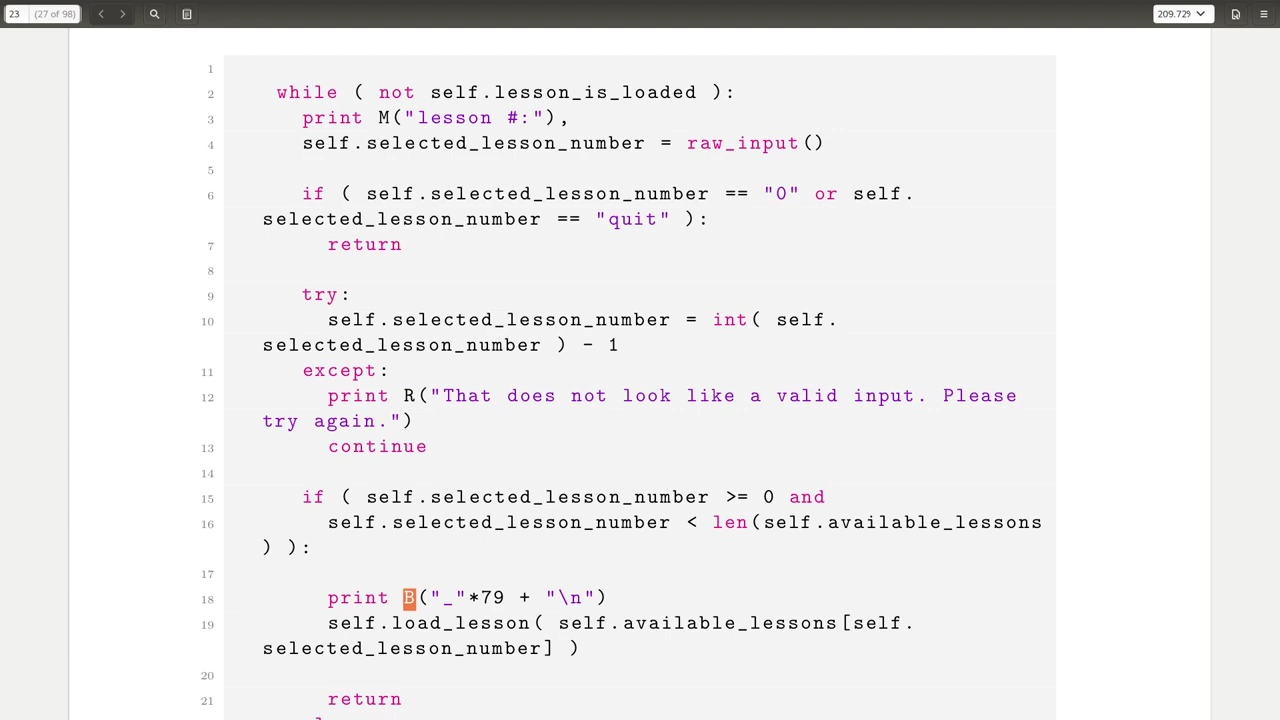 23 (27 of 98) 209.72%
1
2 while ( not self.lesson_is_loaded ):
3 print M("lesson #:"),
4 self.selected_lesson_number = raw_input()
5
6 if ( self.selected_lesson_number == "0" or self.
selected_lesson_number == "quit" ):
7 return
8
9 try:
10 self.selected_lesson_number = int( self.
selected_lesson_number ) - 1
11 except:
12 print R("That does not look like a valid input. Please
try again.")
13 continue
14
15 if ( self.selected_lesson_number >= 0 and
16 self.selected_lesson_number < len(self.available_lessons
) ):
17
18 print B("_"*79 + "\n")
19 self.load_lesson( self.available_lessons[self.
selected_lesson_number] )
20
21 return